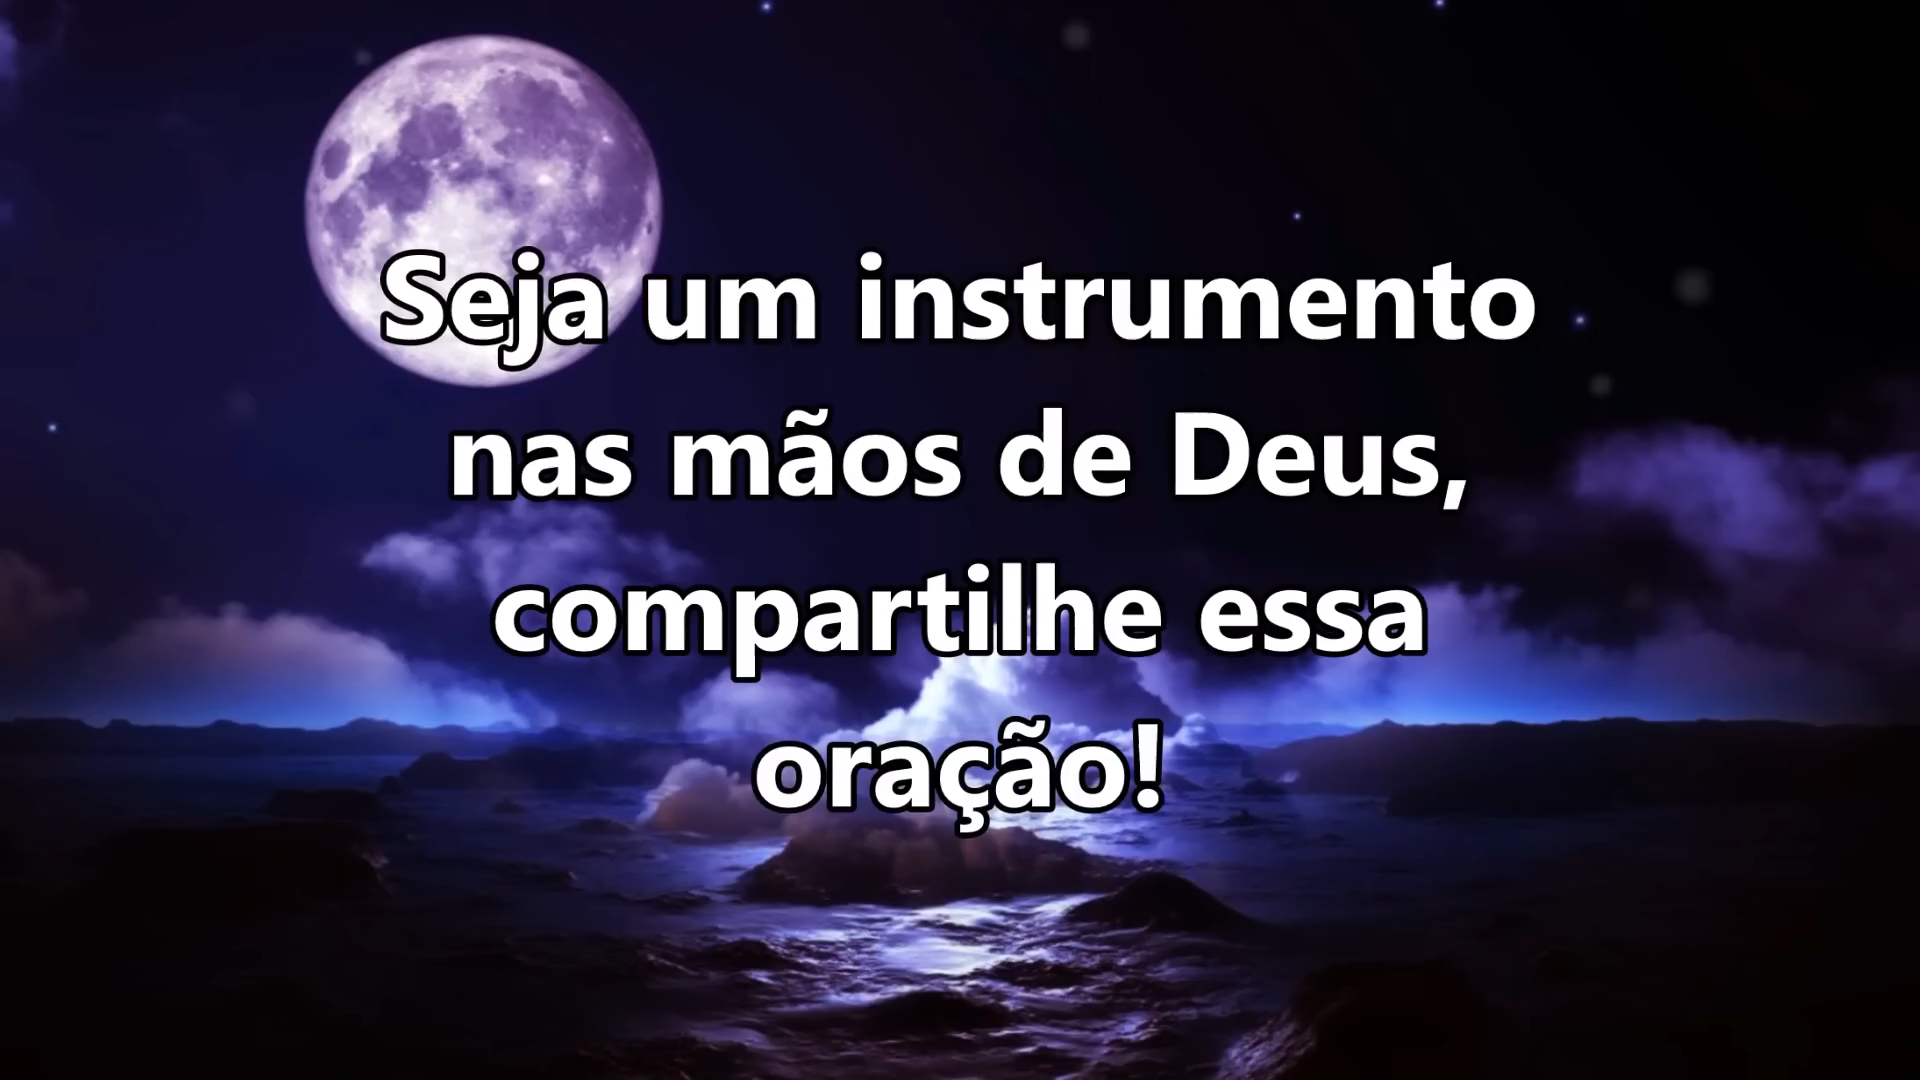 Seja um instrumento
nas mãos de Deus,
compartilhe essa
oração!